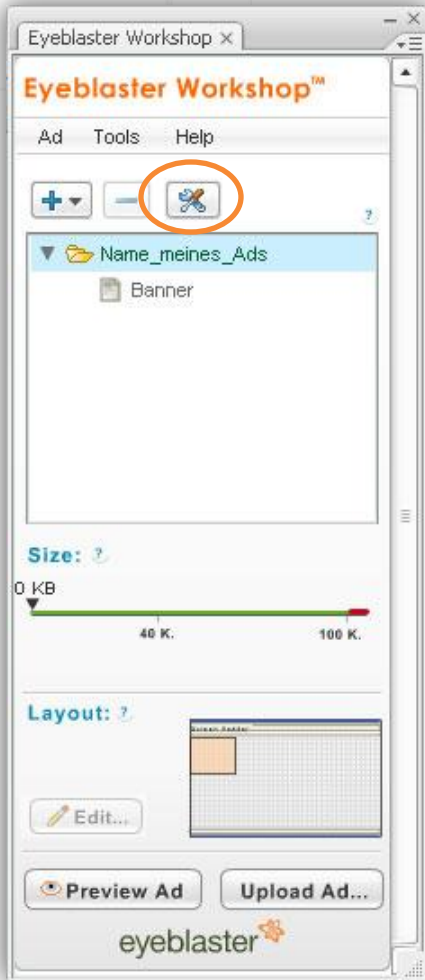 Eyeblaster Workshop
Eyeblaster Workshop™
Ad Tools Help
?
Name_meines_Ads
Banner
Size: ?
0 KB
40 K. 100 K.
Layout: ?
Edit...
Preview Ad Upload Ad...
eyeblaster